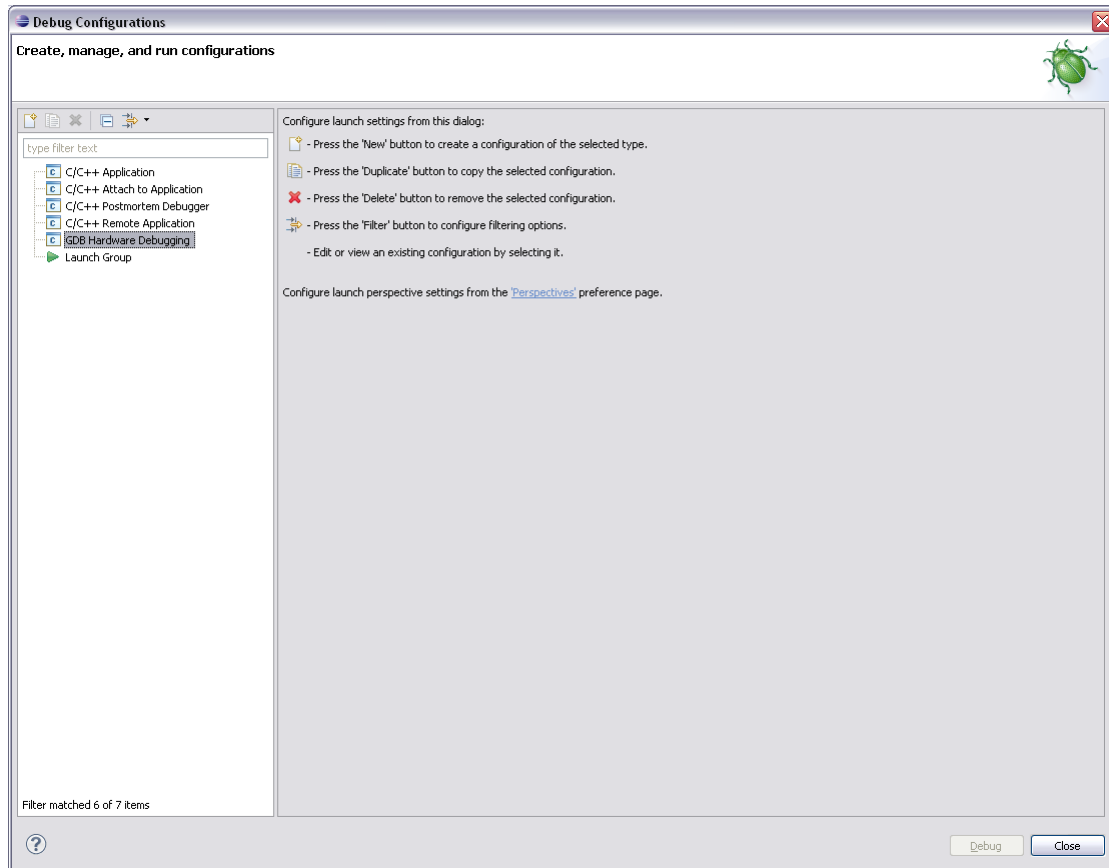 Debug Configurations
Create, manage, and run configurations
type filter text
C/C++ Application
C/C++ Attach to Application
C/C++ Postmortem Debugger
C/C++ Remote Application
GDB Hardware Debugging
Launch Group
Filter matched 6 of 7 items
Configure launch settings from this dialog:
- Press the 'New' button to create a configuration of the selected type.
- Press the 'Duplicate' button to copy the selected configuration.
- Press the 'Delete' button to remove the selected configuration.
- Press the 'Filter' button to configure filtering options.
- Edit or view an existing configuration by selecting it.
Configure launch perspective settings from the 'Perspectives' preference page.
Debug
Close